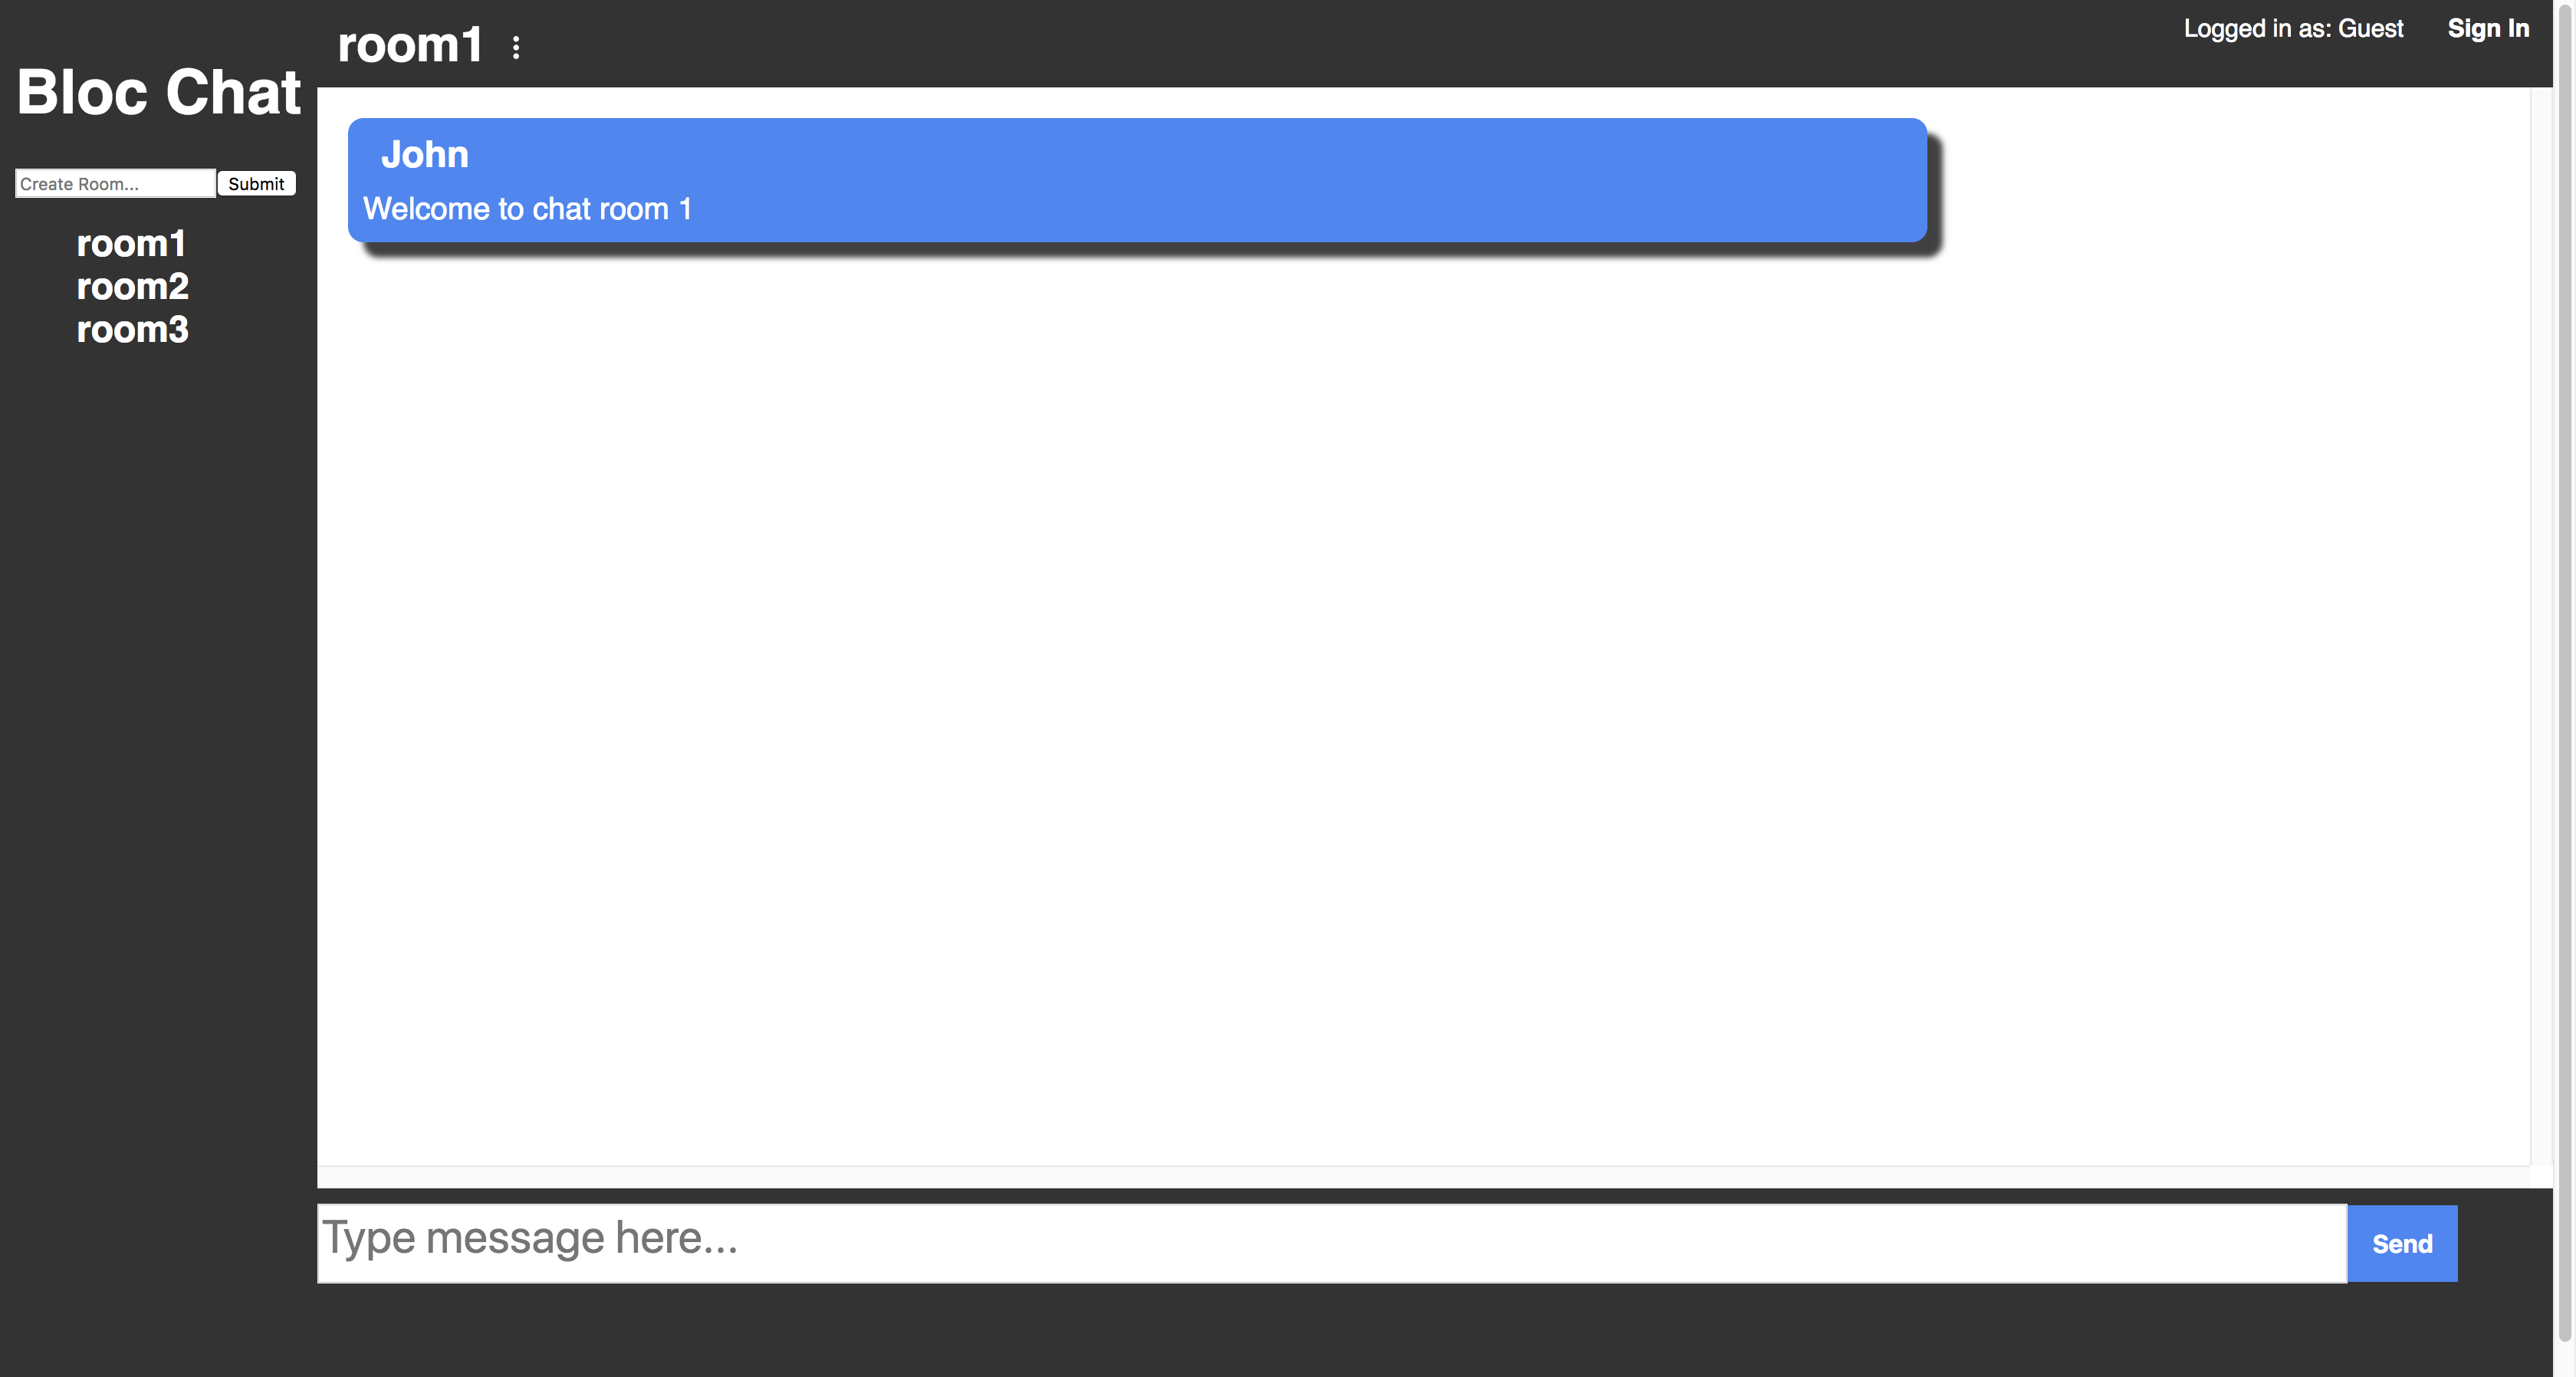 Bloc Chat
Create Room...
Submit
room1
room2
room3
room1
Logged in as: Guest
Sign In
John
Welcome to chat room 1
Type message here...
Send